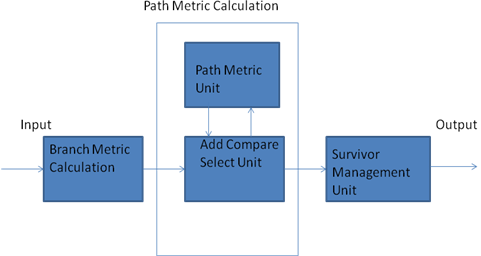 Path Metric Calculation
Path Metric
Unit
Input
Output
Branch Metric
Calculation
Add Compare
Select Unit
Survivor
Management
Unit